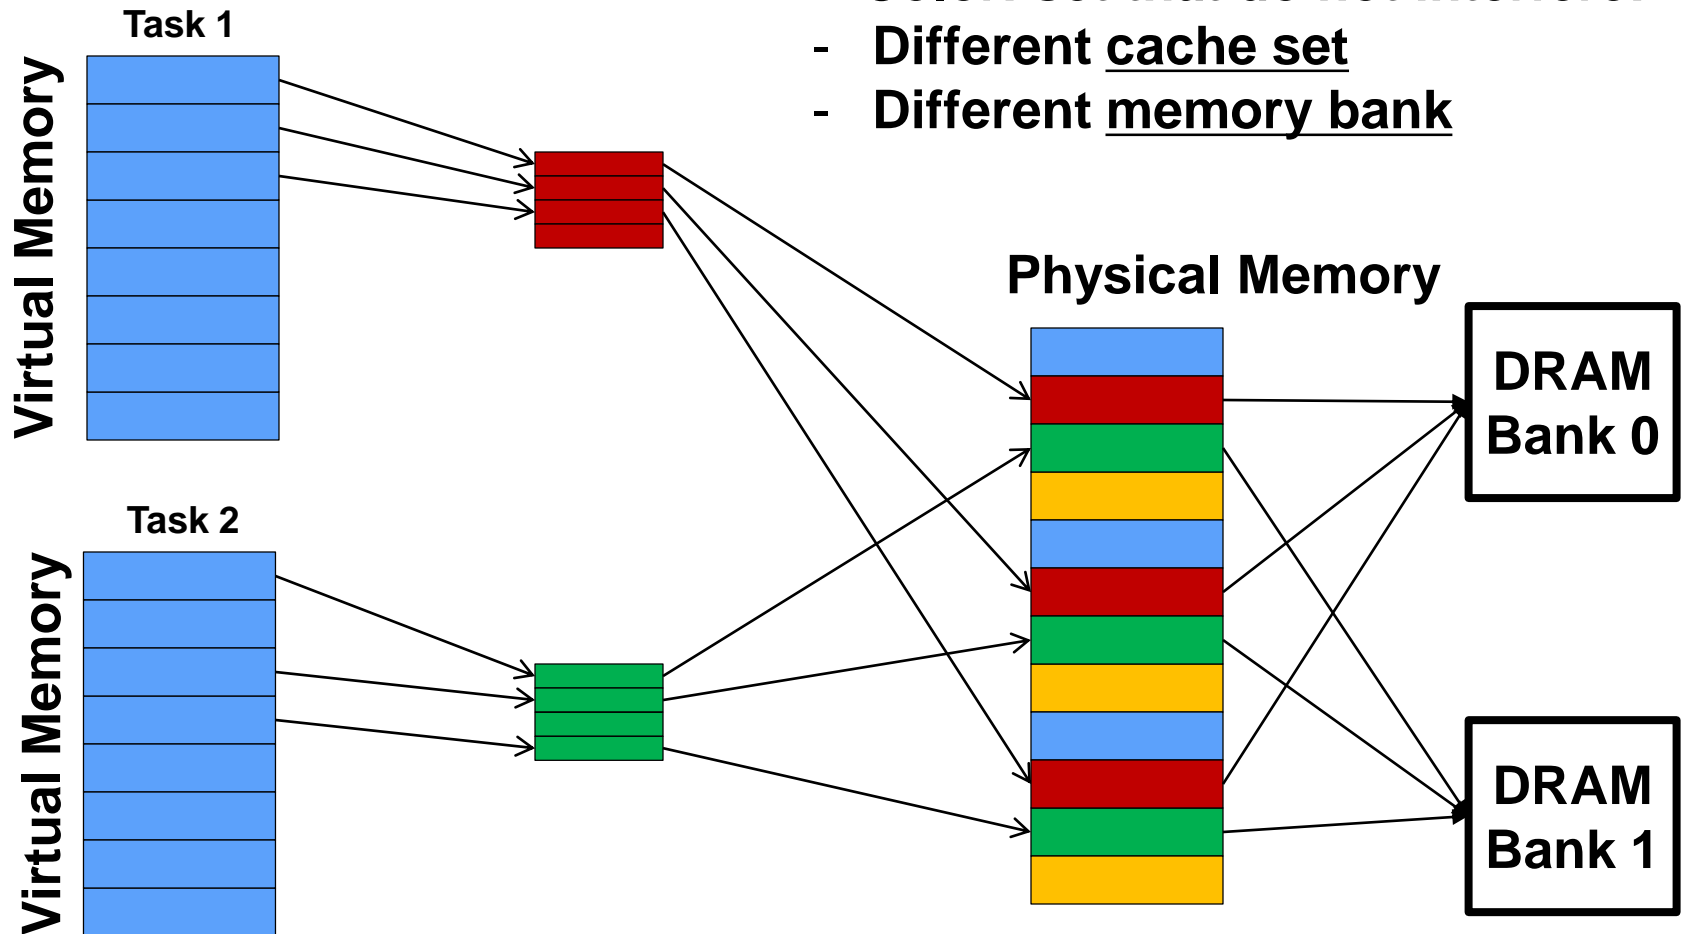 - Different cache set
- Different memory bank
Task 1
Virtual Memory
Physical Memory
DRAM
Bank 0
Task 2
Virtual Memory
DRAM
Bank 1